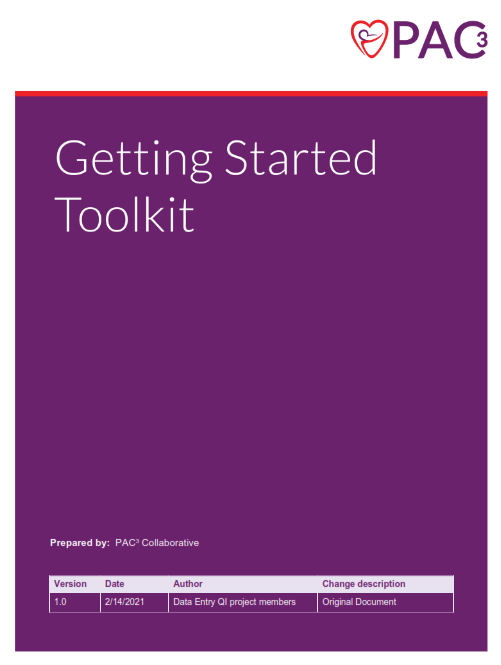 PAC³
Getting Started
Toolkit
Prepared by: PAC³ Collaborative
Version Date Author Change description
1.0 2/14/2021 Data Entry QI project members Original Document